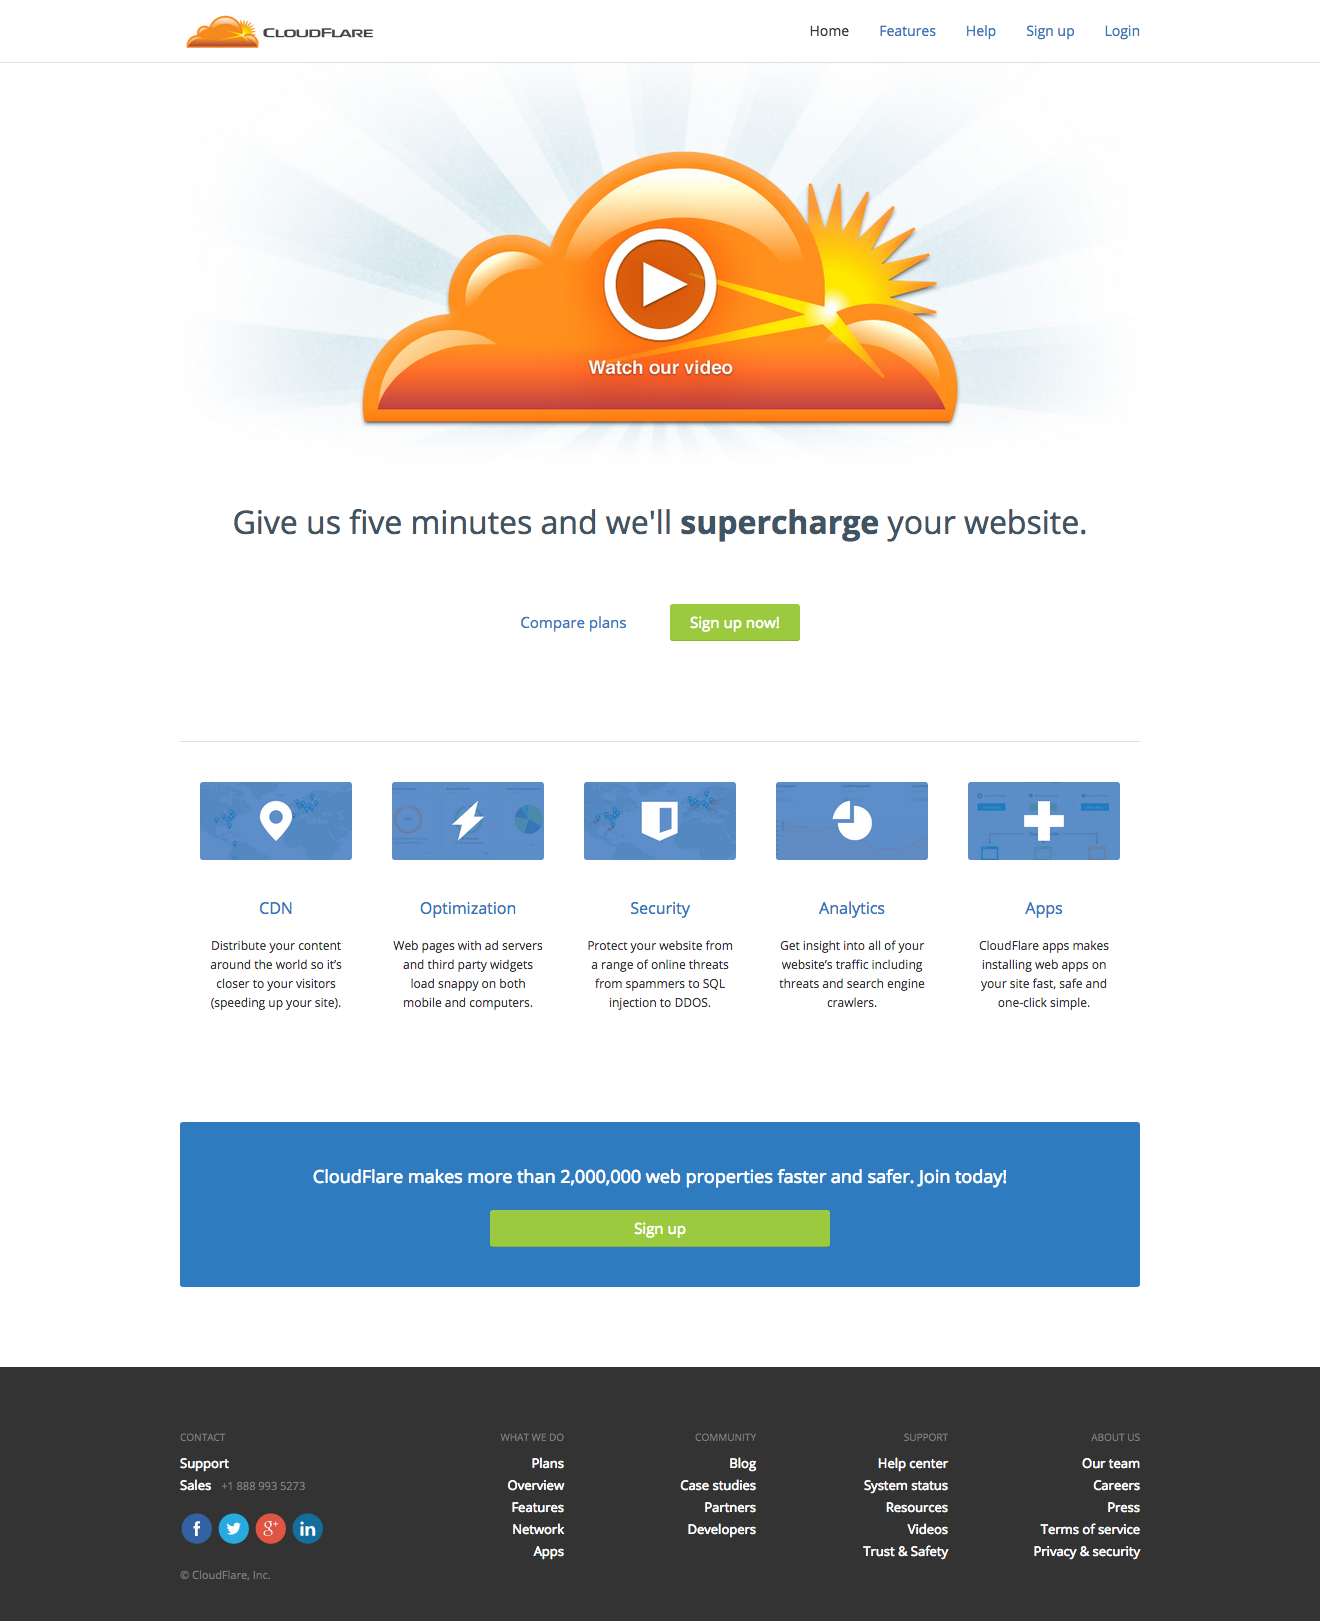 CLOUDFLARE
Home Features Help Sign up Login
Watch our video
Give us five minutes and we'll supercharge your website.
Compare plans Sign up now!
CDN
Distribute your content
around the world so it’s
closer to your visitors
(speeding up your site).
Optimization
Web pages with ad servers
and third party widgets
load snappy on both
mobile and computers.
Security
Protect your website from
a range of online threats
from spammers to SQL
injection to DDOS.
Analytics
Get insight into all of your
website’s traffic including
threats and search engine
crawlers.
Apps
CloudFlare apps makes
installing web apps on
your site fast, safe and
one-click simple.
CloudFlare makes more than 2,000,000 web properties faster and safer. Join today!
Sign up
CONTACT
Support
Sales +1 888 993 5273
f g+ in
© CloudFlare, Inc.
WHAT WE DO
Plans
Overview
Features
Network
Apps
COMMUNITY
Blog
Case studies
Partners
Developers
SUPPORT
Help center
System status
Resources
Videos
Trust & Safety
ABOUT US
Our team
Careers
Press
Terms of service
Privacy & security